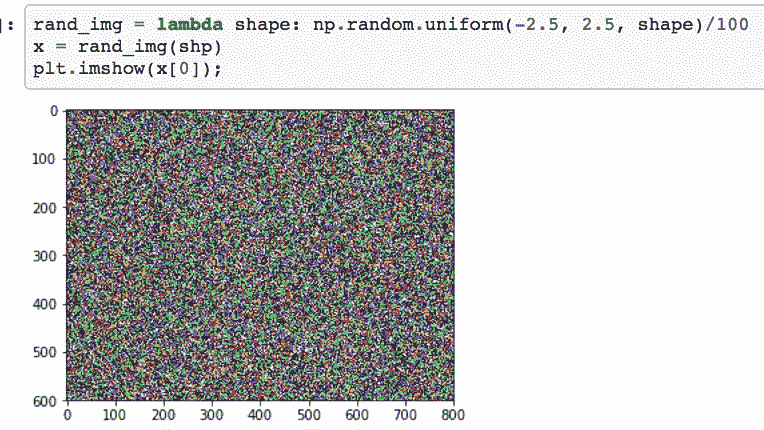 ]: rand_img = lambda shape: np.random.uniform(-2.5, 2.5, shape)/100
x = rand_img(shp)
plt.imshow(x[0]);
0
100
200
300
400
500
600
0 100 200 300 400 500 600 700 800